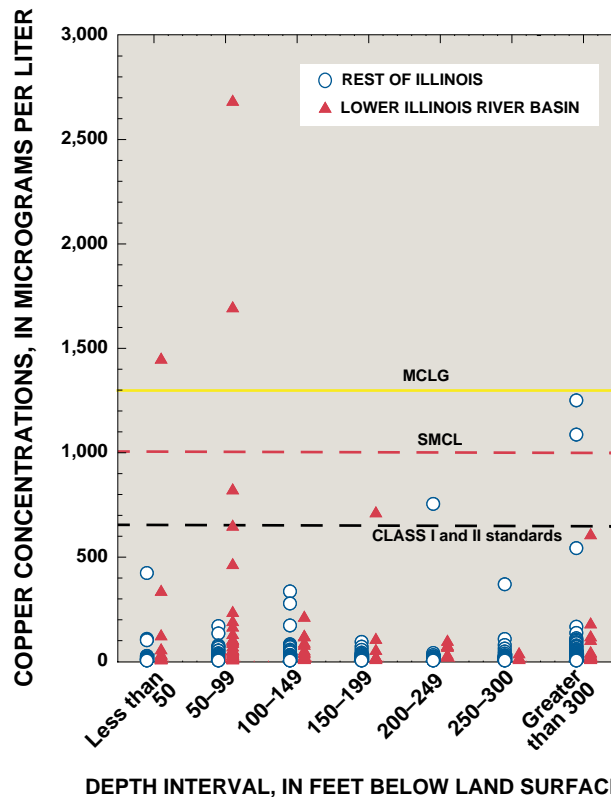 COPPER CONCENTRATIONS, IN MICROGRAMS PER LITER
3,000
2,500
2,000
1,500
1,000
500
0
REST OF ILLINOIS
LOWER ILLINOIS RIVER BASIN
MCLG
SMCL
CLASS I and II standards
Less than
50
50–99
100–149
150–199
200–249
250–300
Greater
than 300
DEPTH INTERVAL, IN FEET BELOW LAND SURFAC